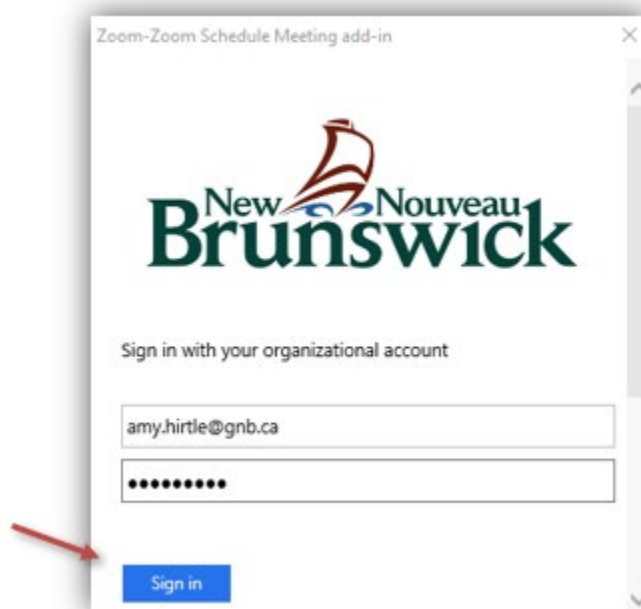 Zoom-Zoom Schedule Meeting add-in
New Nouveau
Brunswick
Sign in with your organizational account
amy.hirtle@gnb.ca
•••••••••
Sign in